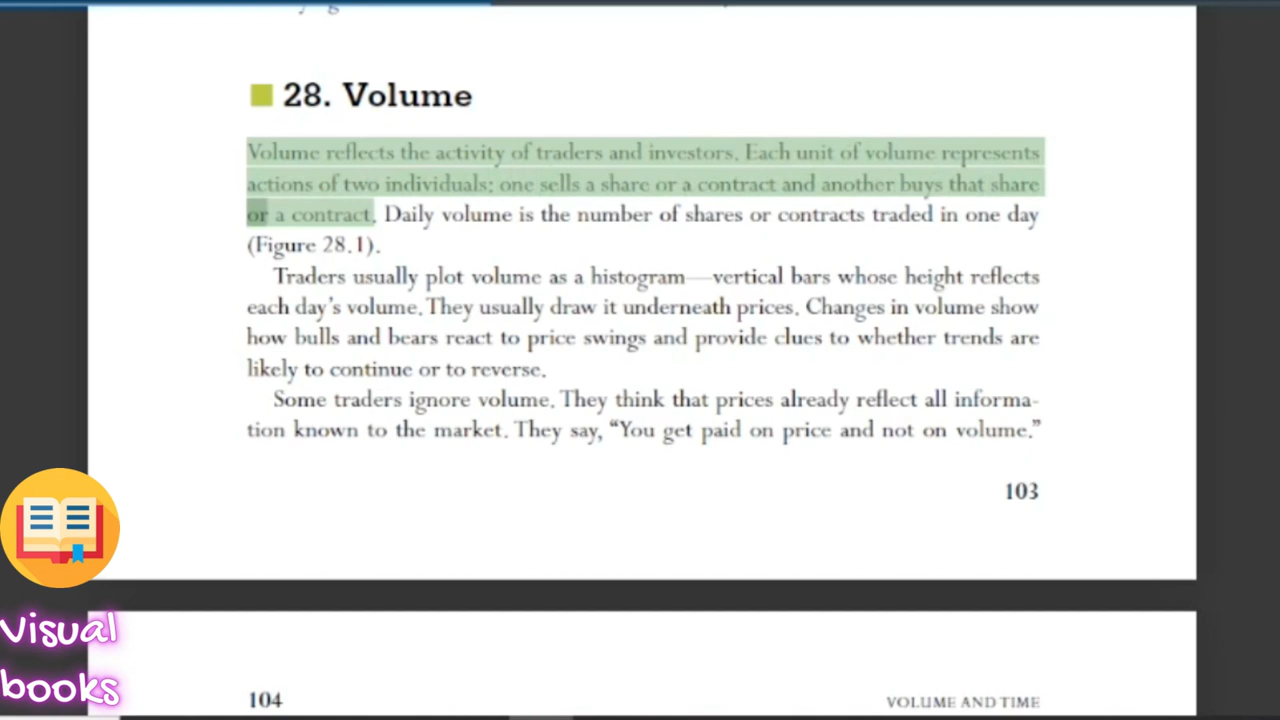 28. Volume
Volume reflects the activity of traders and investors. Each unit of volume represents
actions of two individuals: one sells a share or a contract and another buys that share
or a contract. Daily volume is the number of shares or contracts traded in one day
(Figure 28.1).
Traders usually plot volume as a histogram—vertical bars whose height reflects
each day's volume. They usually draw it underneath prices. Changes in volume show
how bulls and bears react to price swings and provide clues to whether trends are
likely to continue or to reverse.
Some traders ignore volume. They think that prices already reflect all informa-
tion known to the market. They say, “You get paid on price and not on volume.”
103
Visual
books
104 VOLUME AND TIME